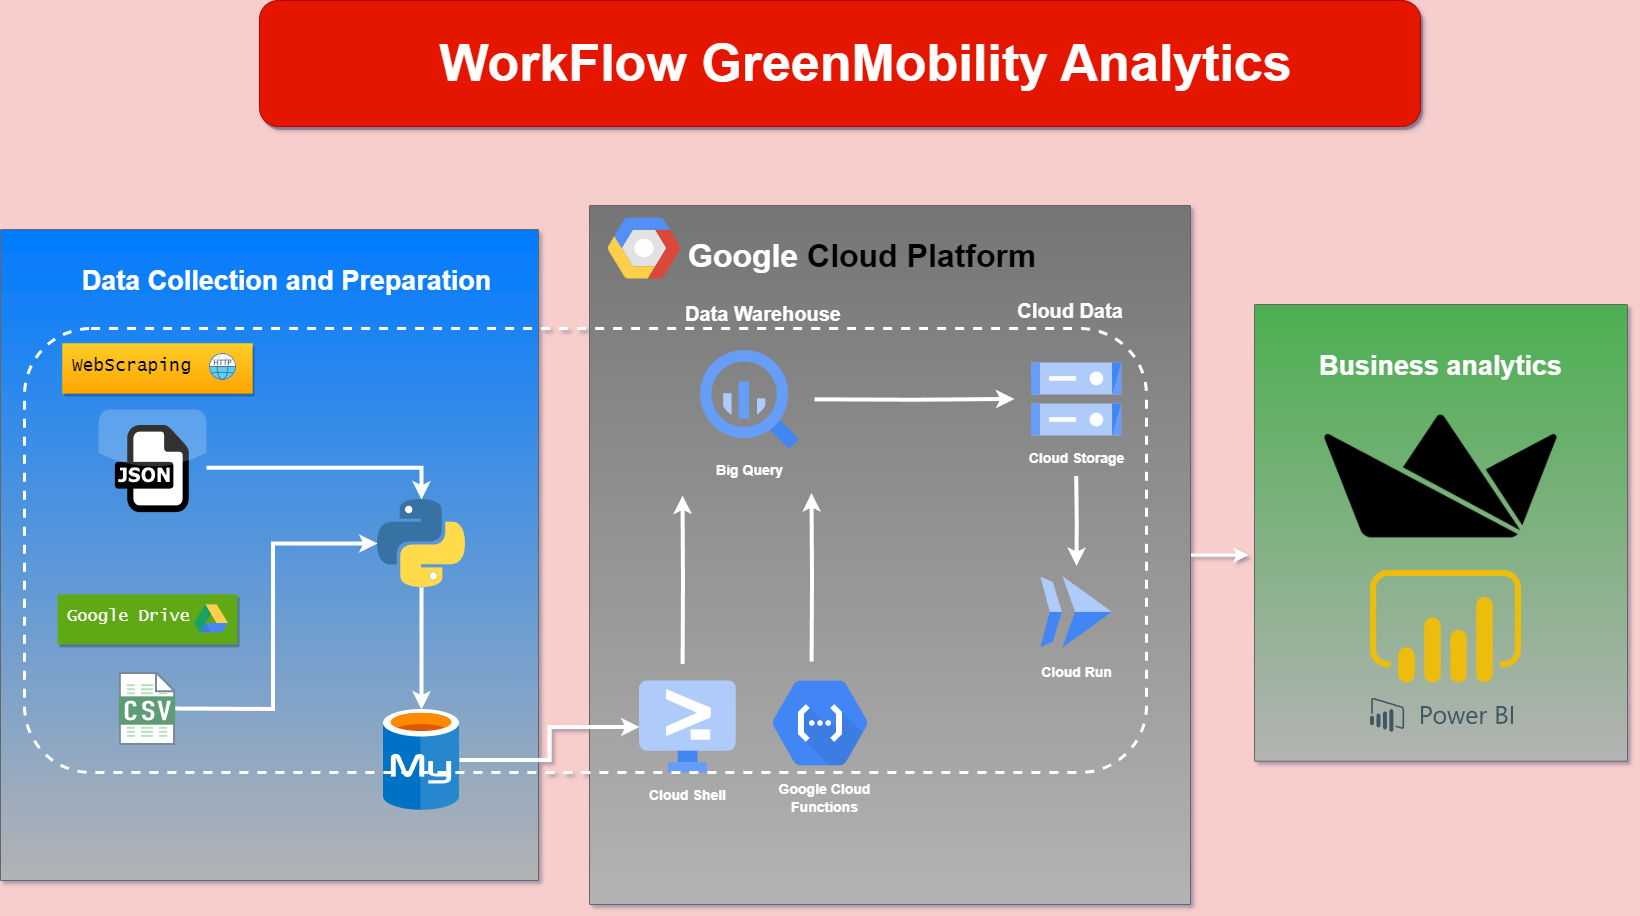 WorkFlow GreenMobility Analytics
Data Collection and Preparation
WebScraping
HTTP
JSON
Google Drive
CSV
My
Google Cloud Platform
Data Warehouse
Cloud Data
Big Query
Cloud Storage
Cloud Run
Cloud Shell
Google Cloud
Functions
Business analytics
Power BI